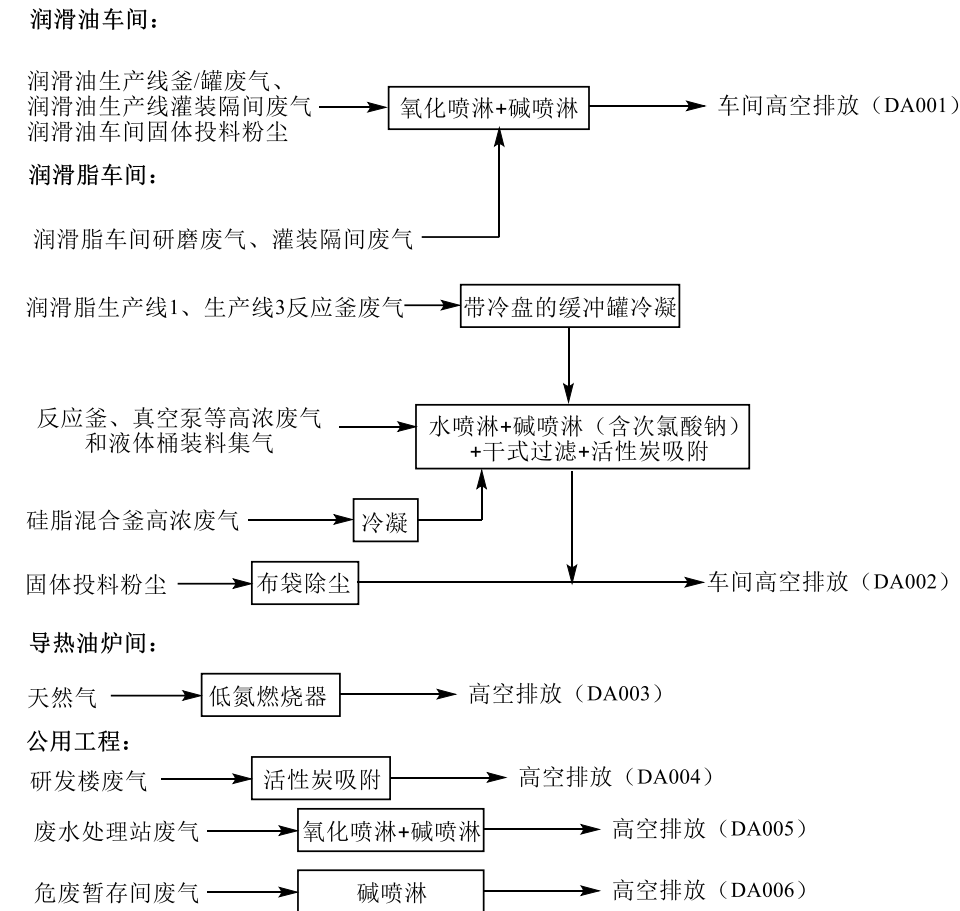 润滑油车间：
润滑油生产线釜/罐废气、
润滑油生产线灌装隔间废气
润滑油车间固体投料粉尘
氧化喷淋+碱喷淋
车间高空排放（DA001）
润滑脂车间：
润滑脂车间研磨废气、灌装隔间废气
润滑脂生产线1、生产线3反应釜废气
带冷盘的缓冲罐冷凝
反应釜、真空泵等高浓废气
和液体桶装料集气
水喷淋+碱喷淋（含次氯酸钠）
+干式过滤+活性炭吸附
硅脂混合釜高浓废气
冷凝
固体投料粉尘
布袋除尘
车间高空排放（DA002）
导热油炉间：
天然气
低氮燃烧器
高空排放（DA003）
公用工程：
研发楼废气
活性炭吸附
高空排放（DA004）
废水处理站废气
氧化喷淋+碱喷淋
高空排放（DA005）
危废暂存间废气
碱喷淋
高空排放（DA006）